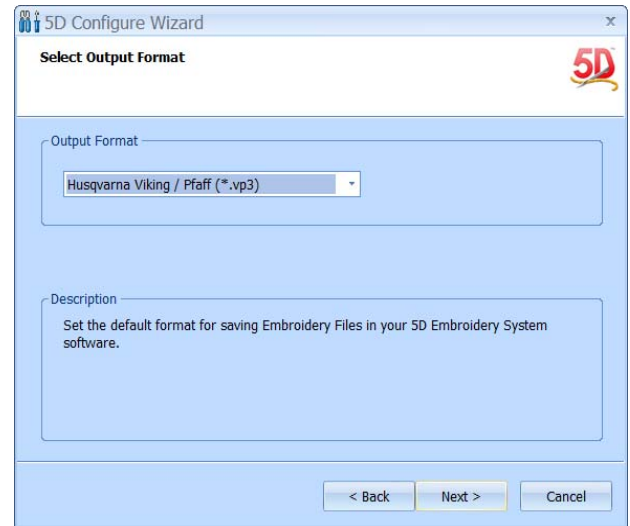 5D Configure Wizard
x
Select Output Format
5D
Output Format
Husqvarna Viking / Pfaff (*.vp3)
Description
Set the default format for saving Embroidery Files in your 5D Embroidery System
software.
< Back Next > Cancel